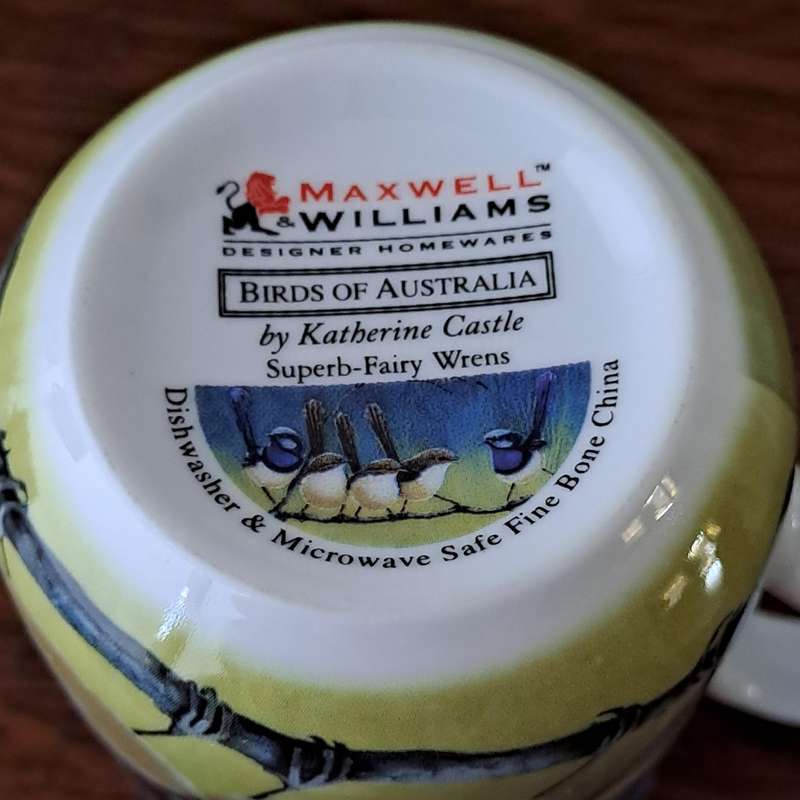 MAXWELL™
& WILLIAMS
DESIGNER HOMEWARES
BIRDS OF AUSTRALIA
by Katherine Castle
Superb-Fairy Wrens
Dishwasher & Microwave Safe Fine Bone China